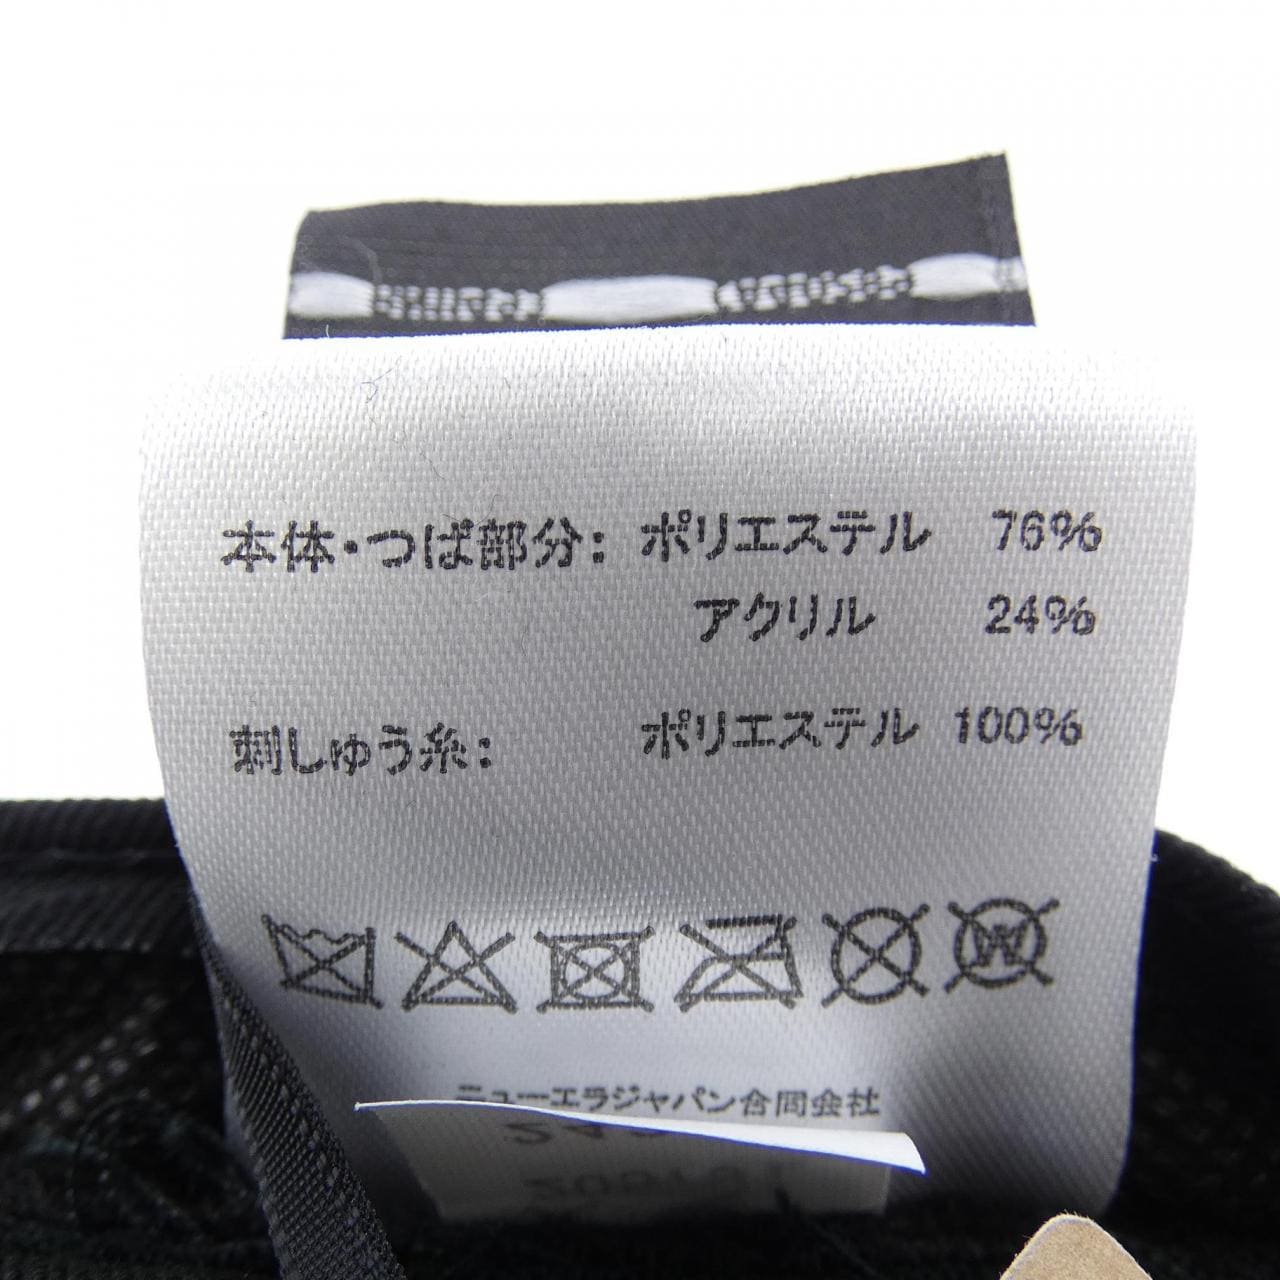 本体・つば部分: ポリエステル 76%
アクリル 24%
刺しゅう糸: ポリエステル 100%
W
ニューエラジャパン合同会社